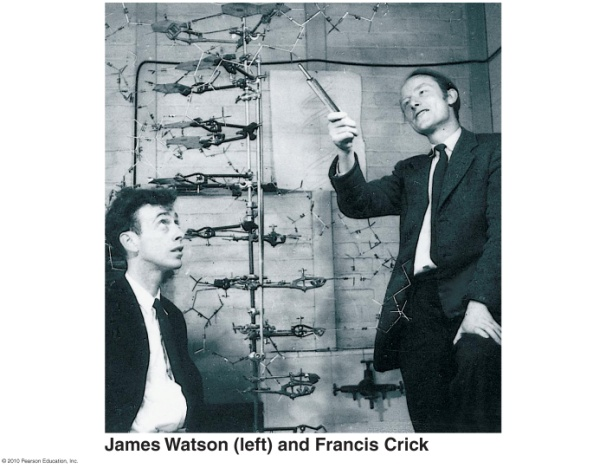 James Watson (left) and Francis Crick
© 2010 Pearson Education, Inc.